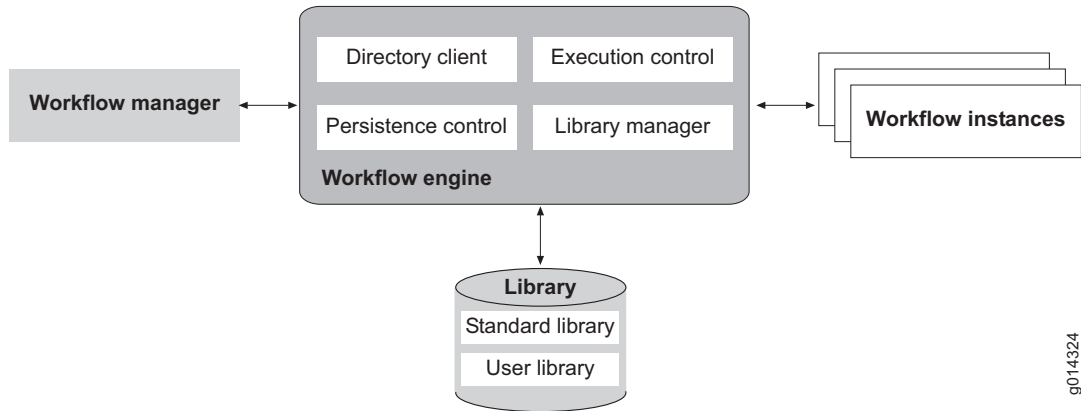 Directory client
Execution control
Workflow manager
Persistence control
Library manager
Workflow instances
Workflow engine
Library
Standard library
User library
g014324